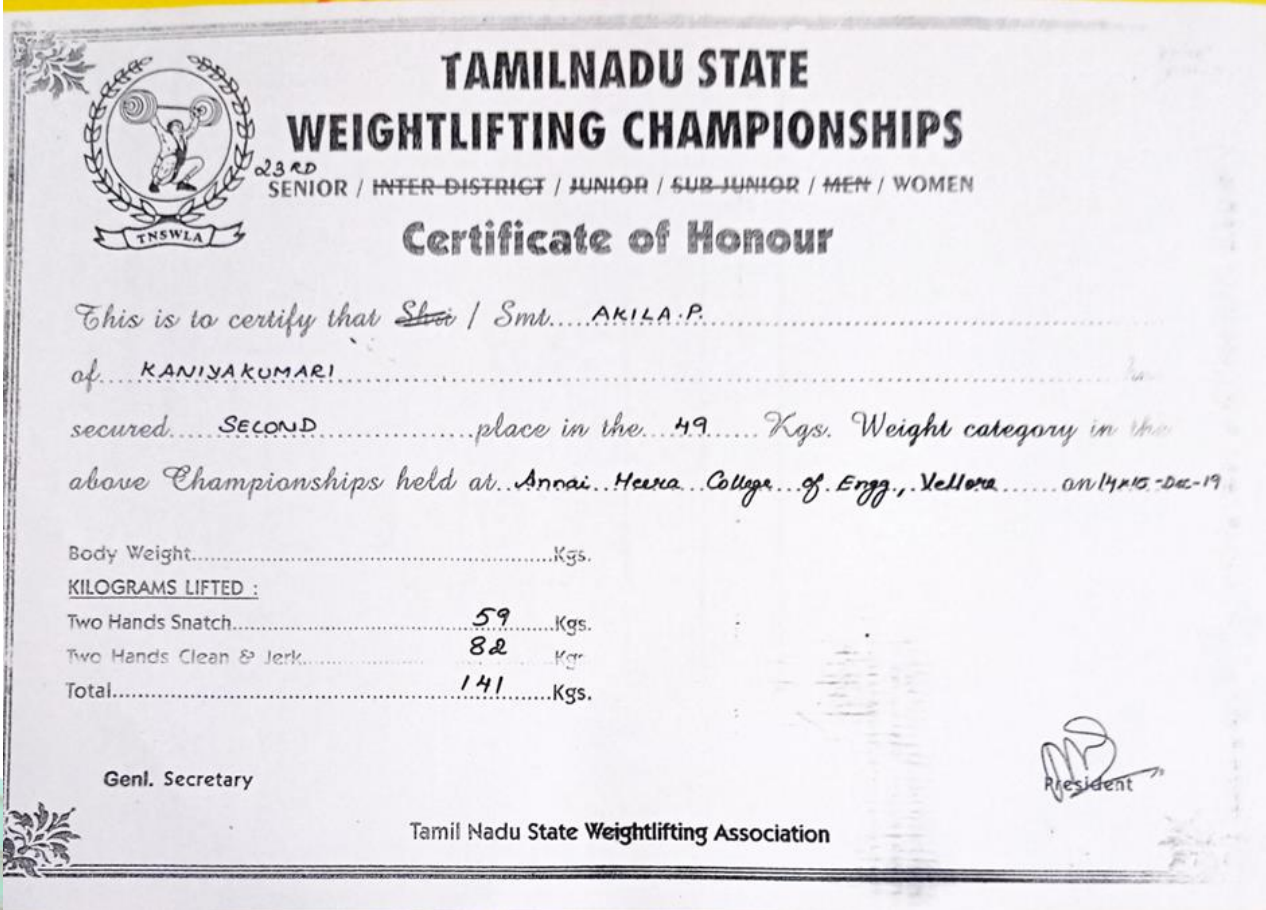 TAMILNADU STATE
WEIGHTLIFTING CHAMPIONSHIPS
23RD
SENIOR / INTER-DISTRICT / JUNIOR / SUB-JUNIOR / MEN / WOMEN
TNSWLA
Certificate of Honour
This is to certify that Shri / Smt.... AKILA.P.
of.... KANIYAKUMARI
secured.... SECOND ....place in the... 49 ....Kgs. Weight category in the
above Championships held at.. Annai Meera College of Engg., Vellore .....on 14&15-Dec-19
Body Weight....Kgs.
KILOGRAMS LIFTED :
Two Hands Snatch.... 59 ....Kgs.
Two Hands Clean & Jerk.... 82 Kgs
Total.... 141 ....Kgs.
Genl. Secretary
President
Tamil Nadu State Weightlifting Association